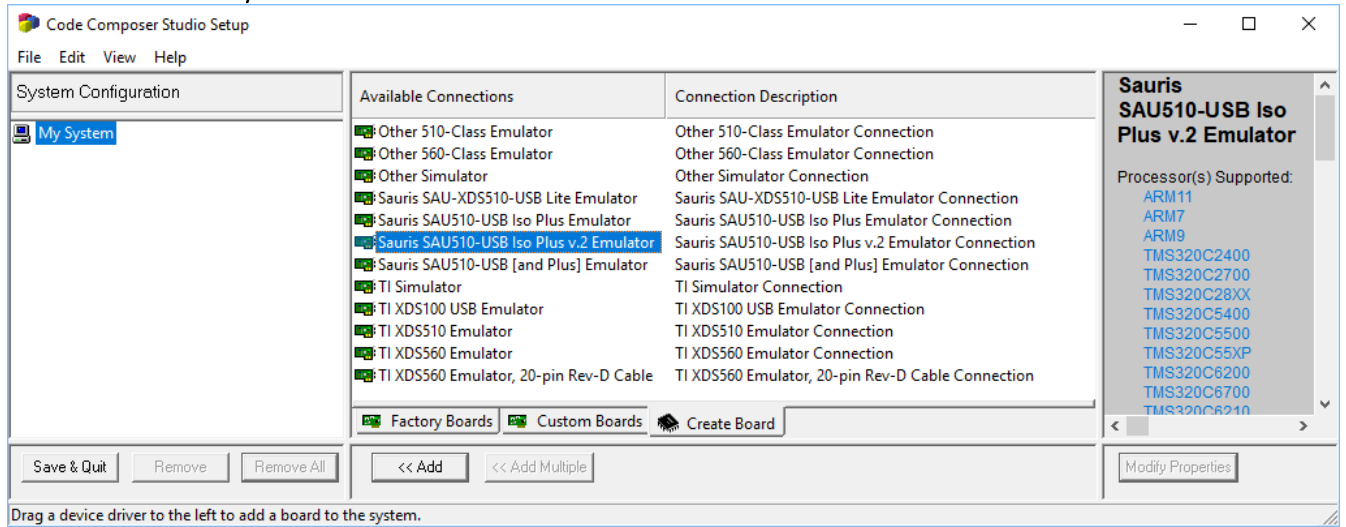 Code Composer Studio Setup
File Edit View Help
System Configuration
My System
Available Connections Connection Description
Other 510-Class Emulator Other 510-Class Emulator Connection
Other 560-Class Emulator Other 560-Class Emulator Connection
Other Simulator Other Simulator Connection
Sauris SAU-XDS510-USB Lite Emulator Sauris SAU-XDS510-USB Lite Emulator Connection
Sauris SAU510-USB Iso Plus Emulator Sauris SAU510-USB Iso Plus Emulator Connection
Sauris SAU510-USB Iso Plus v.2 Emulator Sauris SAU510-USB Iso Plus v.2 Emulator Connection
Sauris SAU510-USB [and Plus] Emulator Sauris SAU510-USB [and Plus] Emulator Connection
TI Simulator TI Simulator Connection
TI XDS100 USB Emulator TI XDS100 USB Emulator Connection
TI XDS510 Emulator TI XDS510 Emulator Connection
TI XDS560 Emulator TI XDS560 Emulator Connection
TI XDS560 Emulator, 20-pin Rev-D Cable TI XDS560 Emulator, 20-pin Rev-D Cable Connection
Factory Boards Custom Boards Create Board
Sauris
SAU510-USB Iso
Plus v.2 Emulator
Processor(s) Supported:
ARM11
ARM7
ARM9
TMS320C2400
TMS320C2700
TMS320C28XX
TMS320C5400
TMS320C5500
TMS320C55XP
TMS320C6200
TMS320C6700
TMS320C6210
Save & Quit Remove Remove All << Add << Add Multiple Modify Properties
Drag a device driver to the left to add a board to the system.